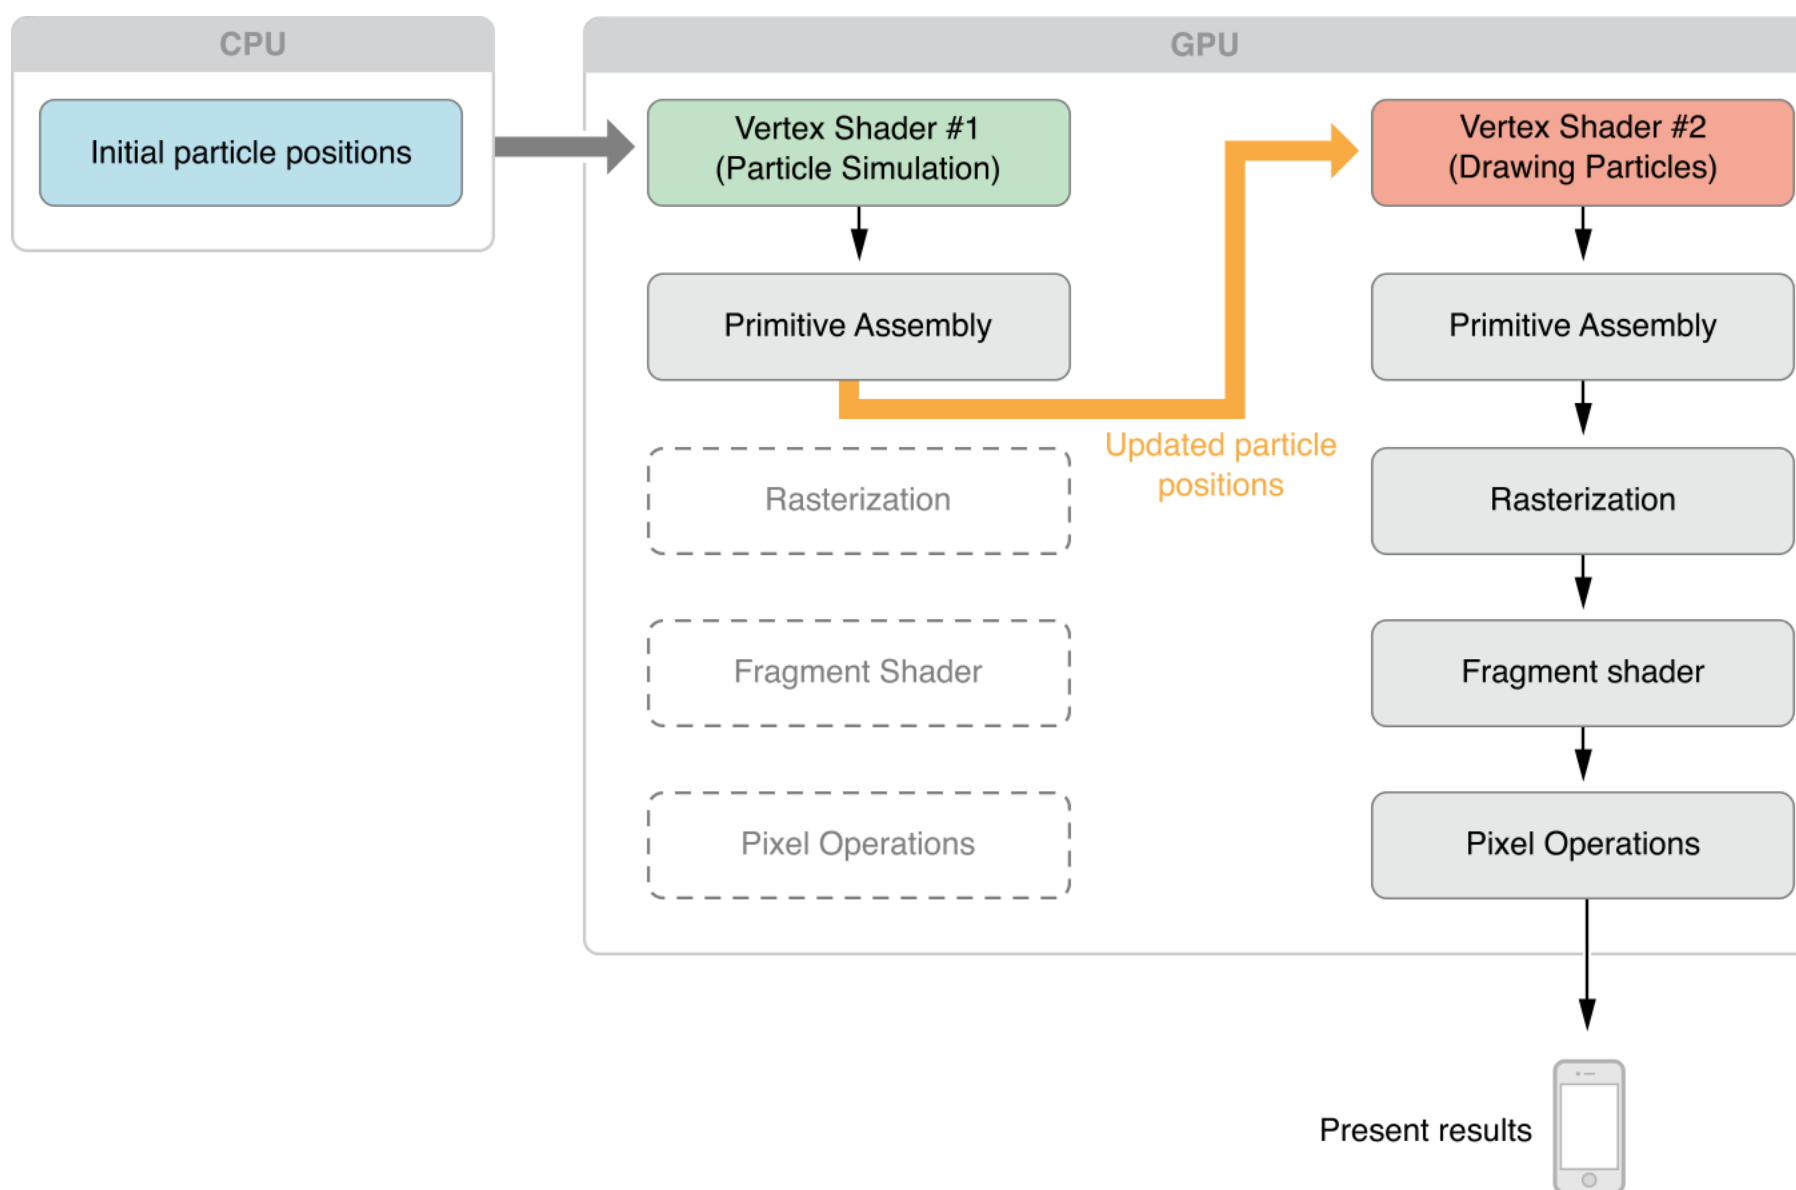 CPU
Initial particle positions
GPU
Vertex Shader #1
(Particle Simulation)
Primitive Assembly
Rasterization
Fragment Shader
Pixel Operations
Updated particle
positions
Vertex Shader #2
(Drawing Particles)
Primitive Assembly
Rasterization
Fragment shader
Pixel Operations
Present results